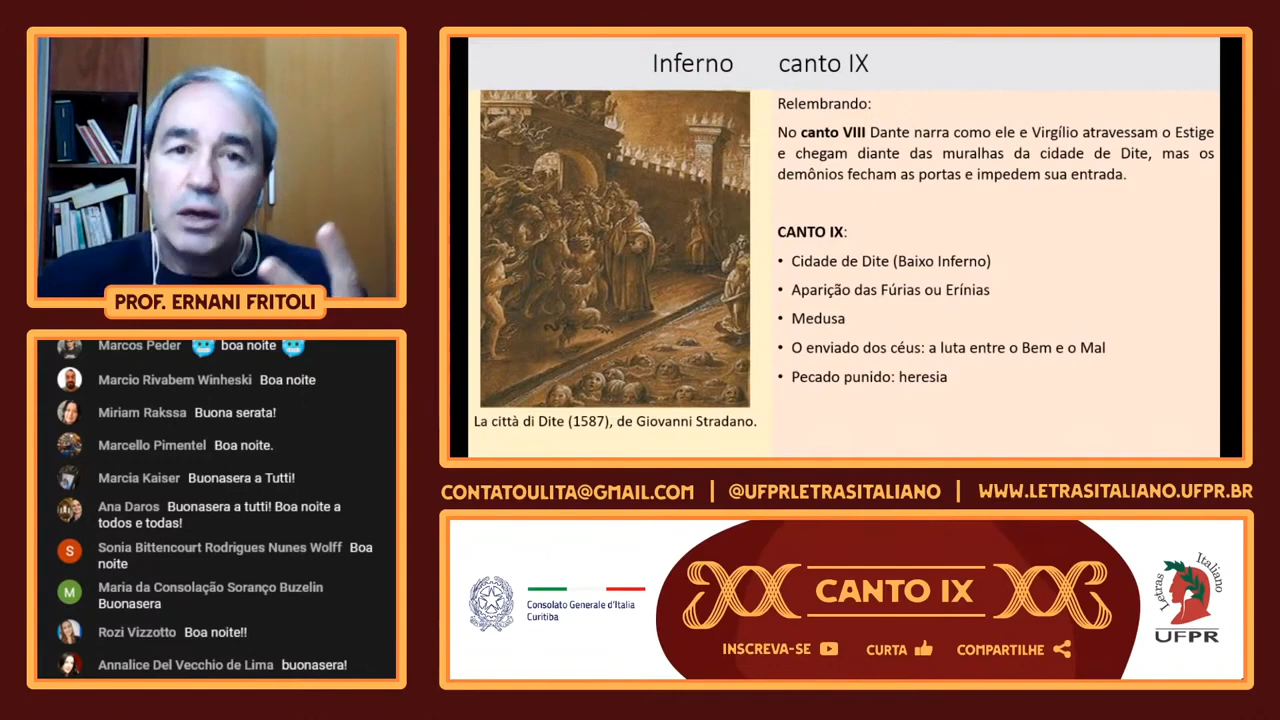 PROF. ERNANI FRITOLI
Marcos Peder 🥶 boa noite 🥶
Marcio Rivabem Winheski Boa noite
Miriam Rakssa Buona serata!
Marcello Pimentel Boa noite.
Marcia Kaiser Buonasera a Tutti!
Ana Daros Buonasera a tutti! Boa noite a
todos e todas!
S
Sonia Bittencourt Rodrigues Nunes Wolff Boa
noite
M
Maria da Consolação Soranço Buzelin
Buonasera
Rozi Vizzotto Boa noite!!
Annalice Del Vecchio de Lima buonasera!
Inferno canto IX
Relembrando:
No canto VIII Dante narra como ele e Virgílio atravessam o Estige
e chegam diante das muralhas da cidade de Dite, mas os
demônios fecham as portas e impedem sua entrada.
CANTO IX:
• Cidade de Dite (Baixo Inferno)
• Aparição das Fúrias ou Erínias
• Medusa
• O enviado dos céus: a luta entre o Bem e o Mal
• Pecado punido: heresia
La città di Dite (1587), de Giovanni Stradano.
CONTATOULITA@GMAIL.COM | @UFPRLETRASITALIANO | WWW.LETRASITALIANO.UFPR.BR
Consolato Generale d'Italia
Curitiba
CANTO IX
INSCREVA-SE CURTA COMPARTILHE
Letras Italiano
UFPR